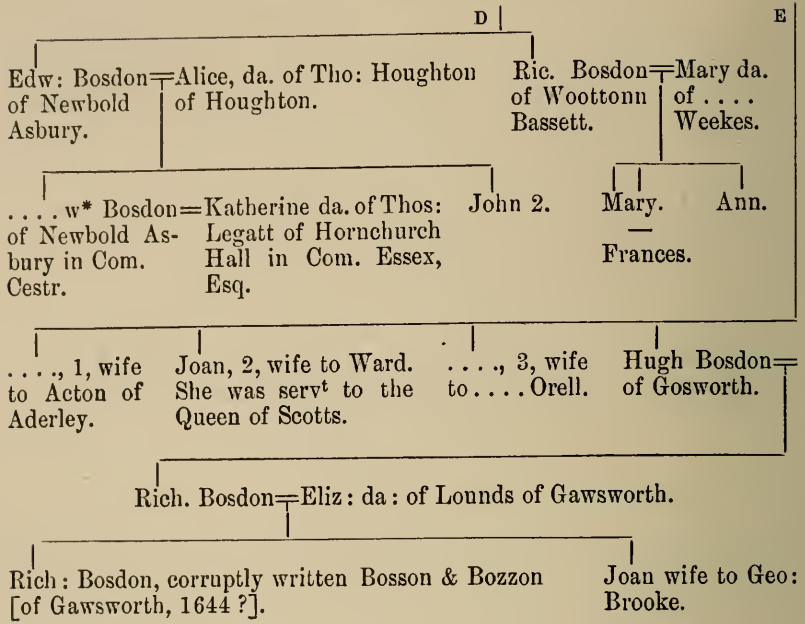 D
E
Edw: Bosdon=Alice, da. of Tho: Houghton
of Newbold
of Houghton.
Asbury.
Ric. Bosdon=Mary da.
of Woottonn
of . . . .
Bassett.
Weekes.
. . . . w* Bosdon=Katherine da. of Thos:
of Newbold As-
Legatt of Hornchurch
bury in Com.
Hall in Com. Essex,
Cestr.
Esq.
John 2.
Mary.
Ann.
—
Frances.
. . . ., 1, wife
to Acton of
Aderley.
Joan, 2, wife to Ward.
She was servᵗ to the
Queen of Scotts.
. . . ., 3, wife
to . . . . Orell.
Hugh Bosdon=
of Gosworth.
Rich. Bosdon=Eliz: da: of Lounds of Gawsworth.
Rich: Bosdon, corruptly written Bosson & Bozzon
[of Gawsworth, 1644 ?].
Joan wife to Geo:
Brooke.